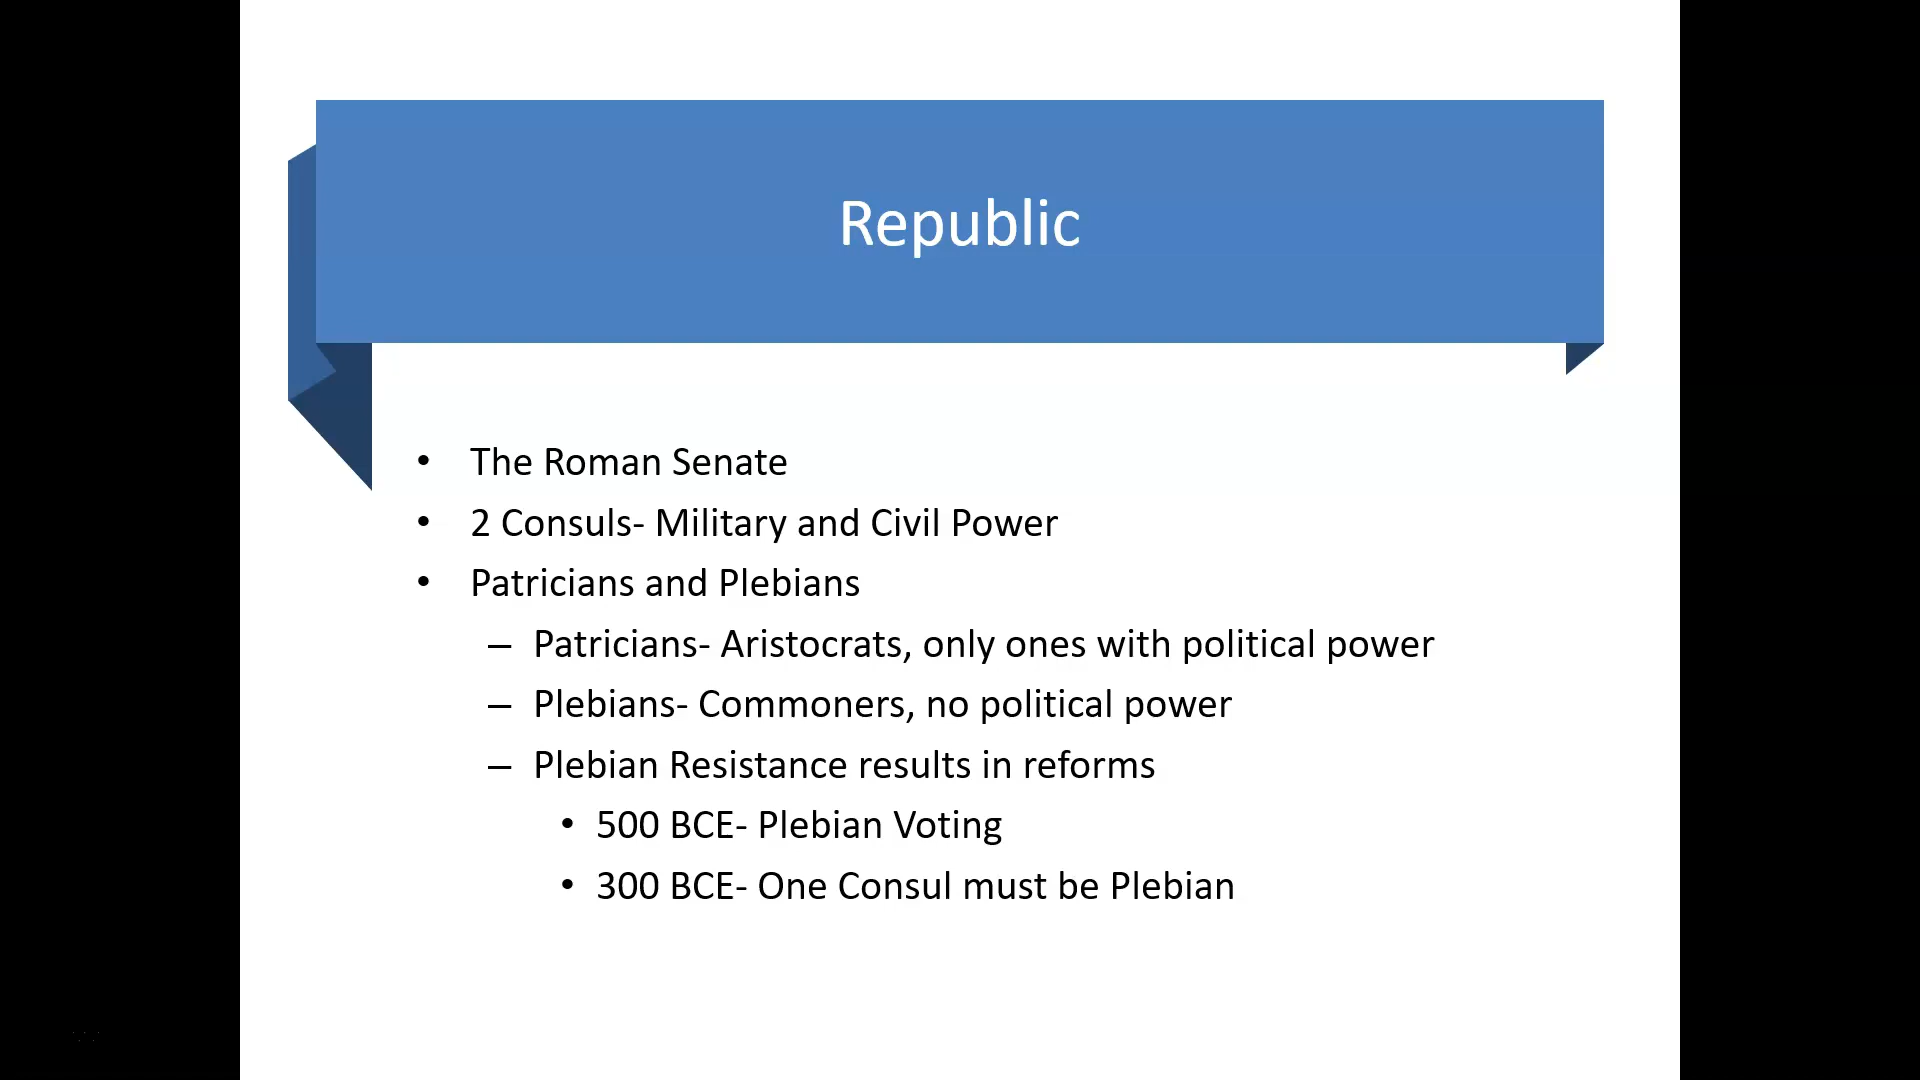 Republic
• The Roman Senate
• 2 Consuls- Military and Civil Power
• Patricians and Plebians
– Patricians- Aristocrats, only ones with political power
– Plebians- Commoners, no political power
– Plebian Resistance results in reforms
• 500 BCE- Plebian Voting
• 300 BCE- One Consul must be Plebian